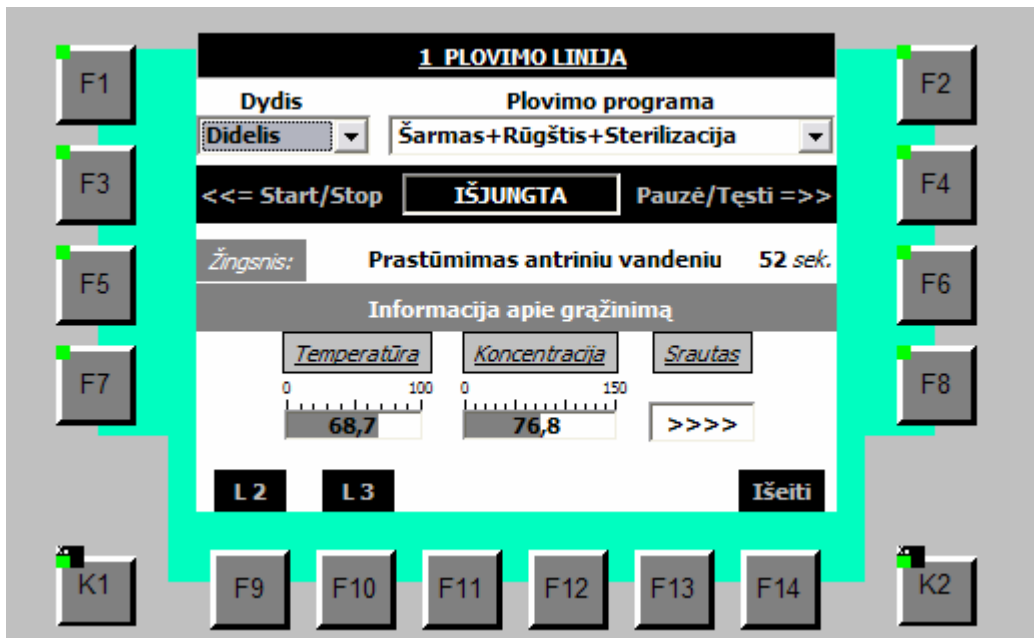 1 PLOVIMO LINIJA
F1
F2
Dydis Plovimo programa
Didelis Šarmas+Rūgštis+Sterilizacija
F3
F4
<<= Start/Stop IŠJUNGTA Pauzė/Tęsti =>>
Žingsnis: Prastūmimas antriniu vandeniu 52 sek.
F5
F6
Informacija apie grąžinimą
Temperatūra Koncentracija Srautas
F7
F8
0 100 0 150
68,7 76,8 >>>>
L 2 L 3 Išeiti
K1 F9 F10 F11 F12 F13 F14 K2